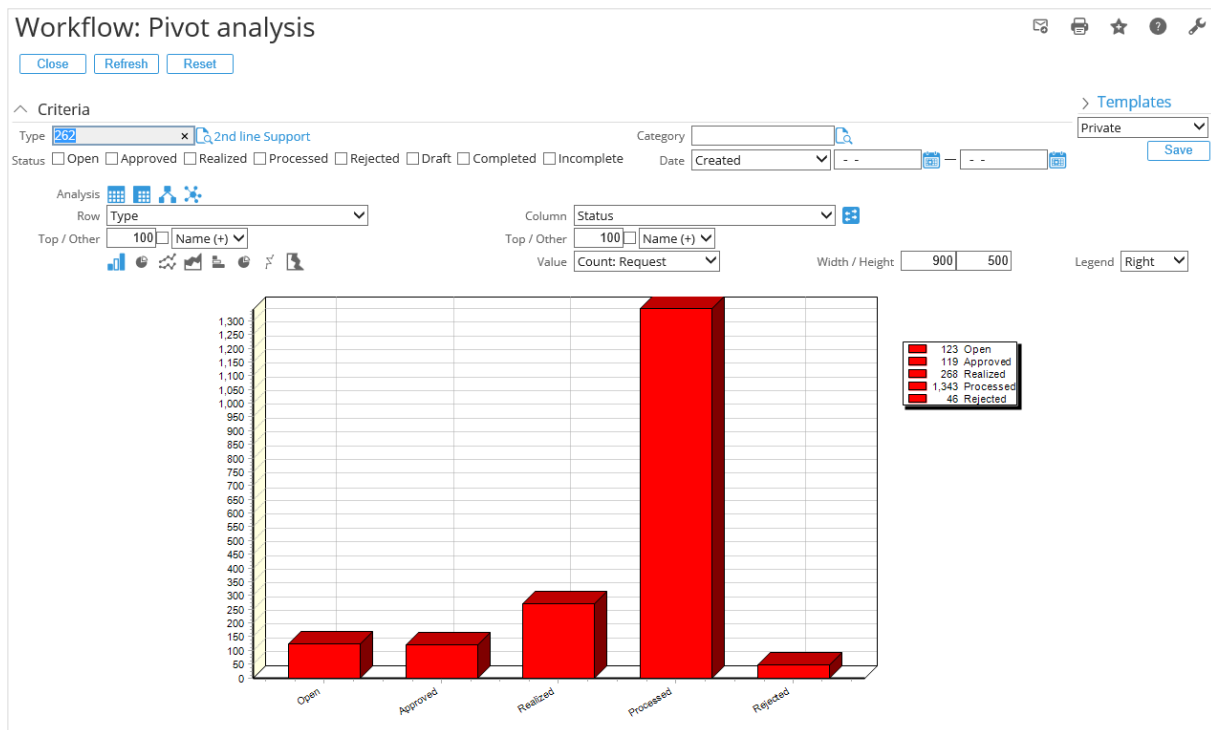 Workflow: Pivot analysis
Close Refresh Reset
Criteria
Templates
Private
Save
Type 262 × 2nd line Support
Category
Status Open Approved Realized Processed Rejected Draft Completed Incomplete
Date Created - - — - -
Analysis
Row Type
Column Status
Top / Other 100 Name (+)
Top / Other 100 Name (+)
Value Count: Request
Width / Height 900 500
Legend Right
1,300
1,250
1,200
1,150
1,100
1,050
1,000
950
900
850
800
750
700
650
600
550
500
450
400
350
300
250
200
150
100
50
0
Open Approved Realized Processed Rejected
123 Open
119 Approved
268 Realized
1,343 Processed
46 Rejected